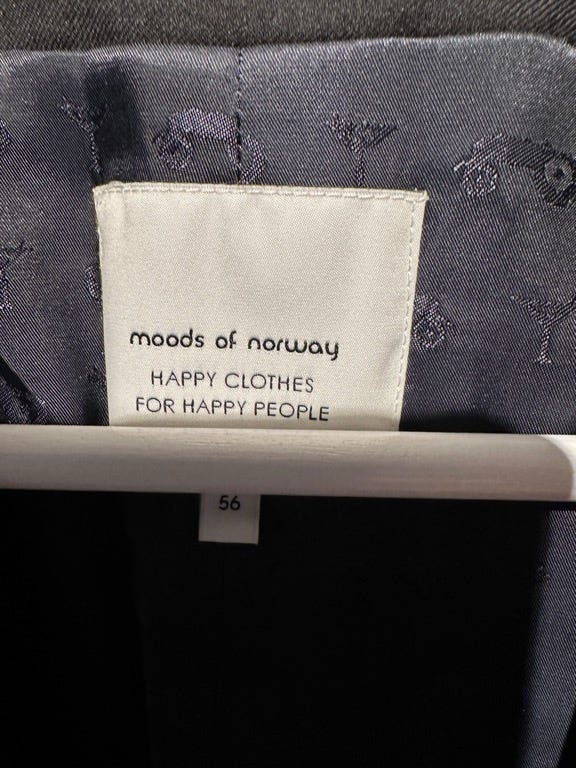 moods of norway
HAPPY CLOTHES
FOR HAPPY PEOPLE
56